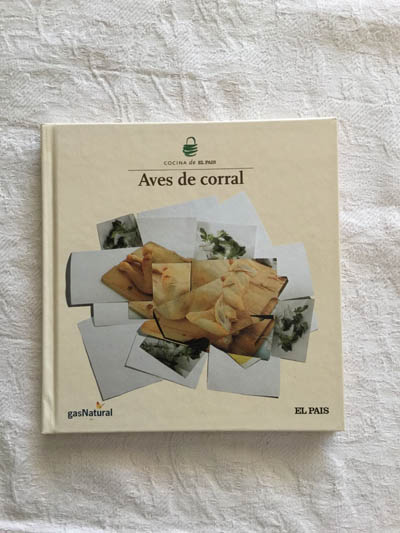 COCINA de EL PAIS
Aves de corral
gasNatural
EL PAIS